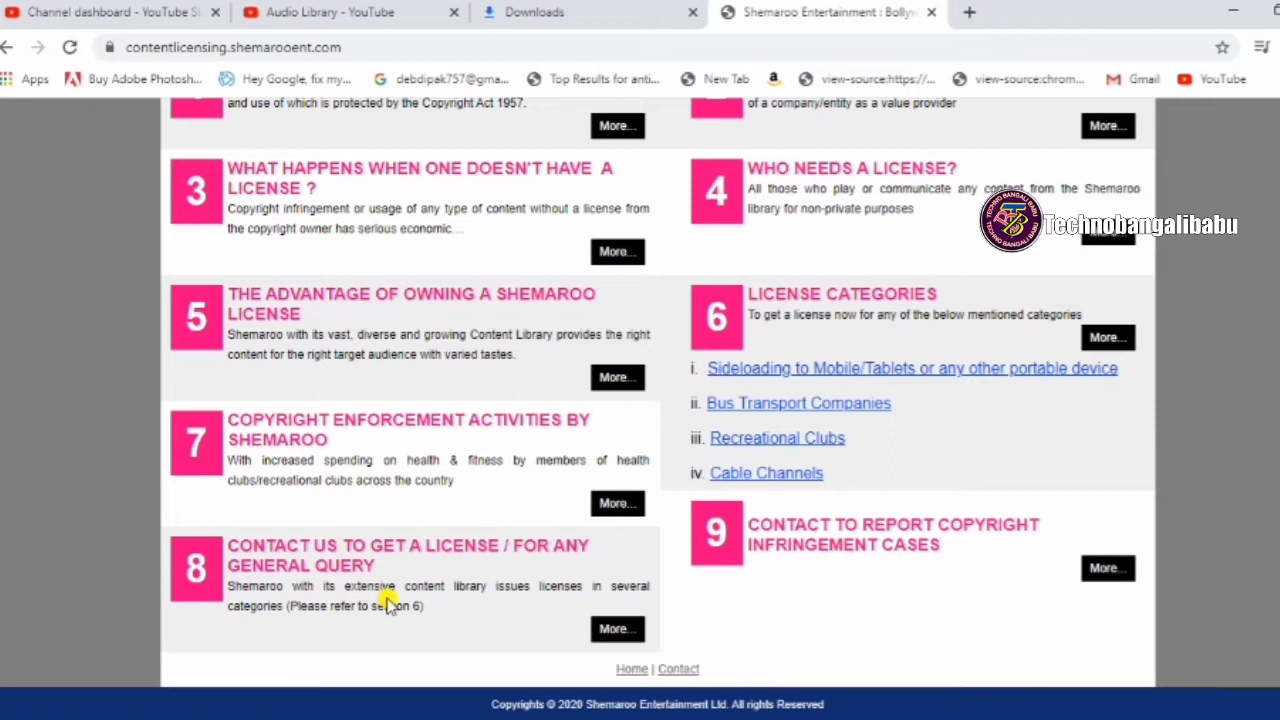 Channel dashboard - YouTube St
Audio Library - YouTube
Downloads
Shemaroo Entertainment : Bollyw
contentlicensing.shemarooent.com
Apps
Buy Adobe Photosh...
Hey Google, fix my...
debdipak757@gma...
Top Results for anti...
New Tab
view-source:https://...
view-source:chrom...
Gmail
YouTube
and use of which is protected by the Copyright Act 1957.
More...
of a company/entity as a value provider
More...
3
WHAT HAPPENS WHEN ONE DOESN'T HAVE A
LICENSE ?
Copyright infringement or usage of any type of content without a license from
the copyright owner has serious economic....
More...
4
WHO NEEDS A LICENSE?
All those who play or communicate any content from the Shemaroo
library for non-private purposes
TECHNO BANGALI BABU
Technobangalibabu
5
THE ADVANTAGE OF OWNING A SHEMAROO
LICENSE
Shemaroo with its vast, diverse and growing Content Library provides the right
content for the right target audience with varied tastes.
More...
6
LICENSE CATEGORIES
To get a license now for any of the below mentioned categories
More...
i. Sideloading to Mobile/Tablets or any other portable device
ii. Bus Transport Companies
iii. Recreational Clubs
iv. Cable Channels
7
COPYRIGHT ENFORCEMENT ACTIVITIES BY
SHEMAROO
With increased spending on health & fitness by members of health
clubs/recreational clubs across the country
More...
8
CONTACT US TO GET A LICENSE / FOR ANY
GENERAL QUERY
Shemaroo with its extensive content library issues licenses in several
categories (Please refer to section 6)
More...
9
CONTACT TO REPORT COPYRIGHT
INFRINGEMENT CASES
More...
Home | Contact
Copyrights © 2020 Shemaroo Entertainment Ltd. All rights Reserved